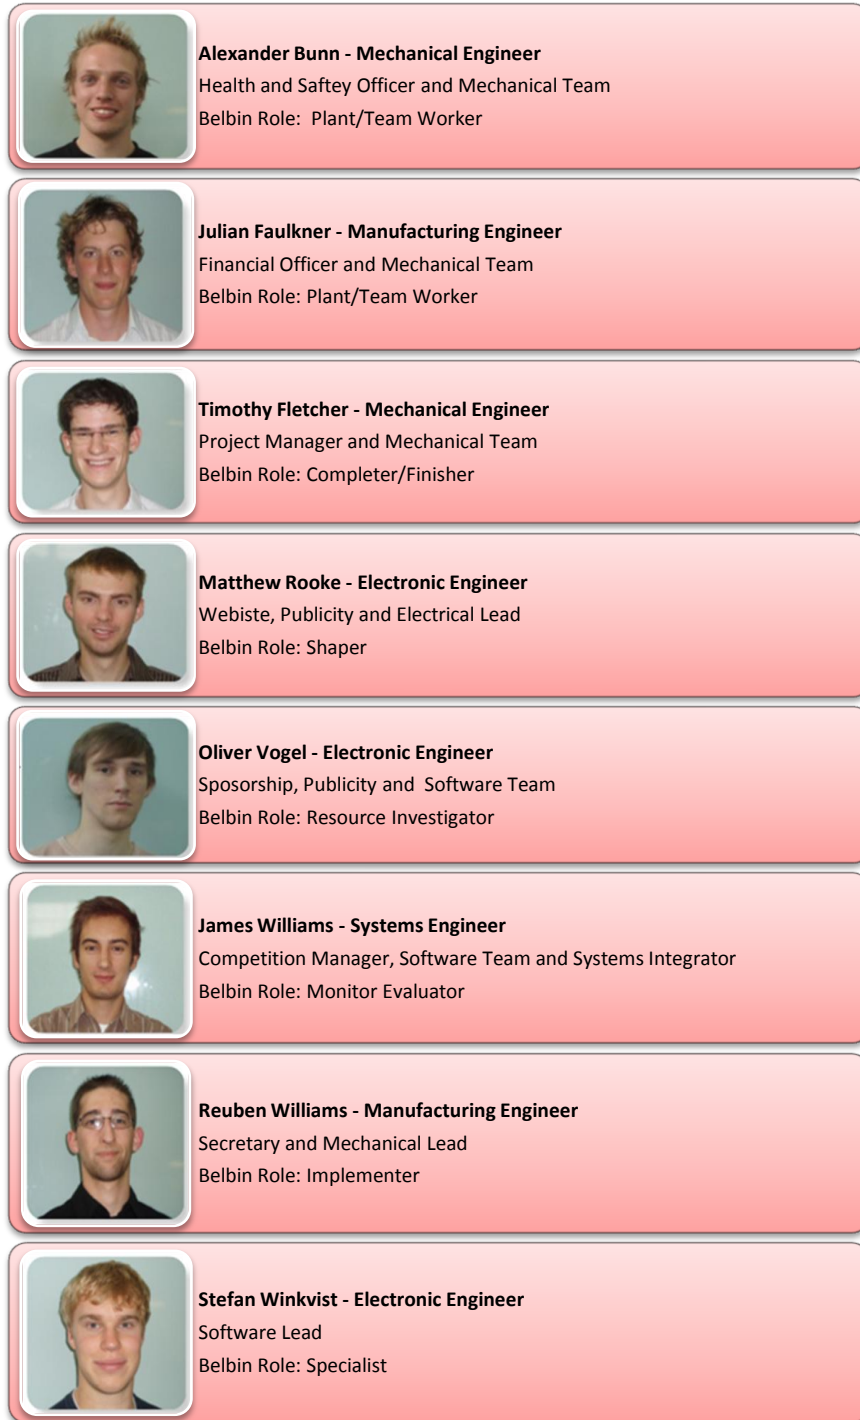 Alexander Bunn - Mechanical Engineer
Health and Saftey Officer and Mechanical Team
Belbin Role:  Plant/Team Worker
Julian Faulkner - Manufacturing Engineer
Financial Officer and Mechanical Team
Belbin Role: Plant/Team Worker
Timothy Fletcher - Mechanical Engineer
Project Manager and Mechanical Team
Belbin Role: Completer/Finisher
Matthew Rooke - Electronic Engineer
Webiste, Publicity and Electrical Lead
Belbin Role: Shaper
Oliver Vogel - Electronic Engineer
Sposorship, Publicity and  Software Team
Belbin Role: Resource Investigator
James Williams - Systems Engineer
Competition Manager, Software Team and Systems Integrator
Belbin Role: Monitor Evaluator
Reuben Williams - Manufacturing Engineer
Secretary and Mechanical Lead
Belbin Role: Implementer
Stefan Winkvist - Electronic Engineer
Software Lead
Belbin Role: Specialist